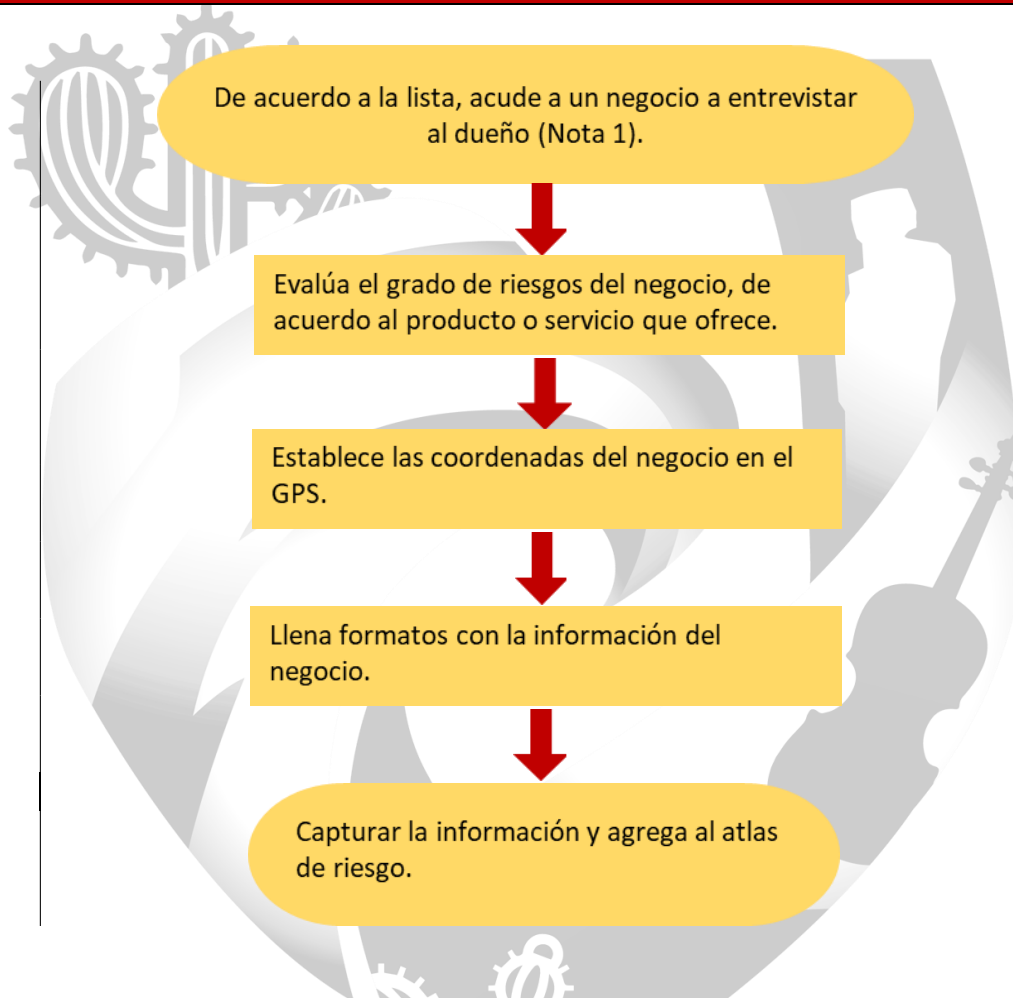 De acuerdo a la lista, acude a un negocio a entrevistar
al dueño (Nota 1).
Evalúa el grado de riesgos del negocio, de
acuerdo al producto o servicio que ofrece.
Establece las coordenadas del negocio en el
GPS.
Llena formatos con la información del
negocio.
Capturar la información y agrega al atlas
de riesgo.